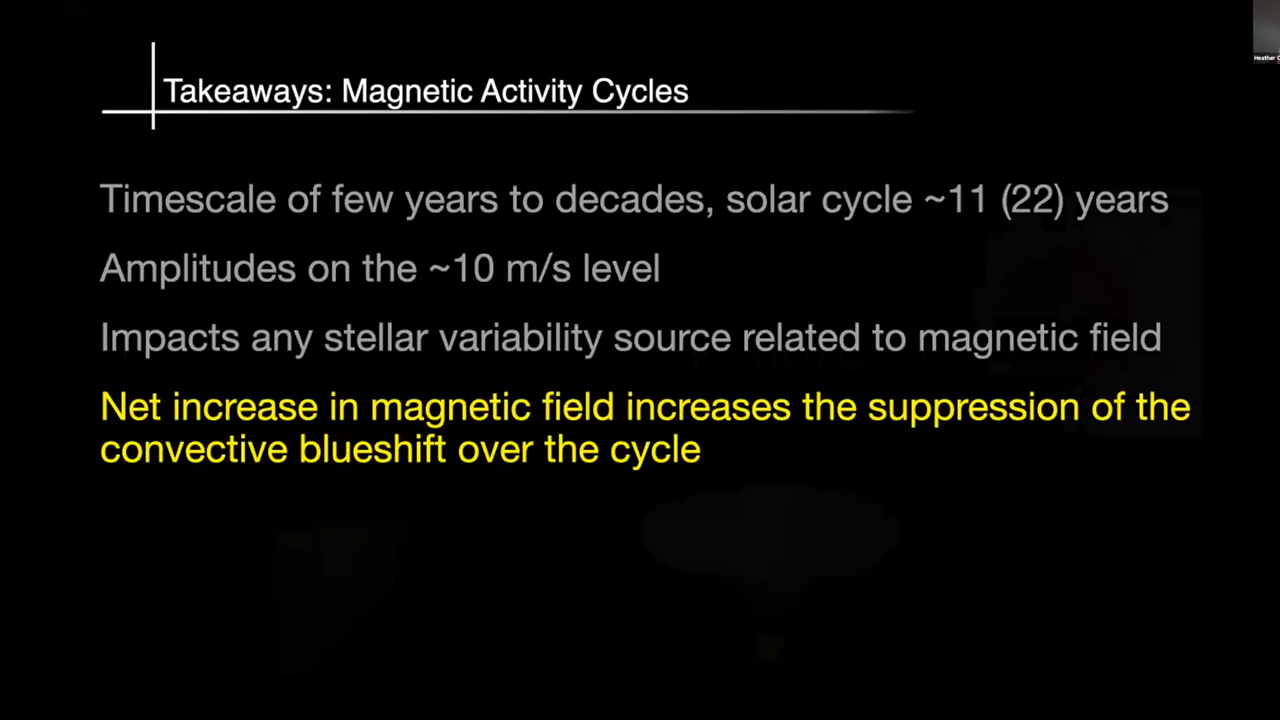 Heather
Takeaways: Magnetic Activity Cycles
Timescale of few years to decades, solar cycle ~11 (22) years
Amplitudes on the ~10 m/s level
Impacts any stellar variability source related to magnetic field
Net increase in magnetic field increases the suppression of the
convective blueshift over the cycle